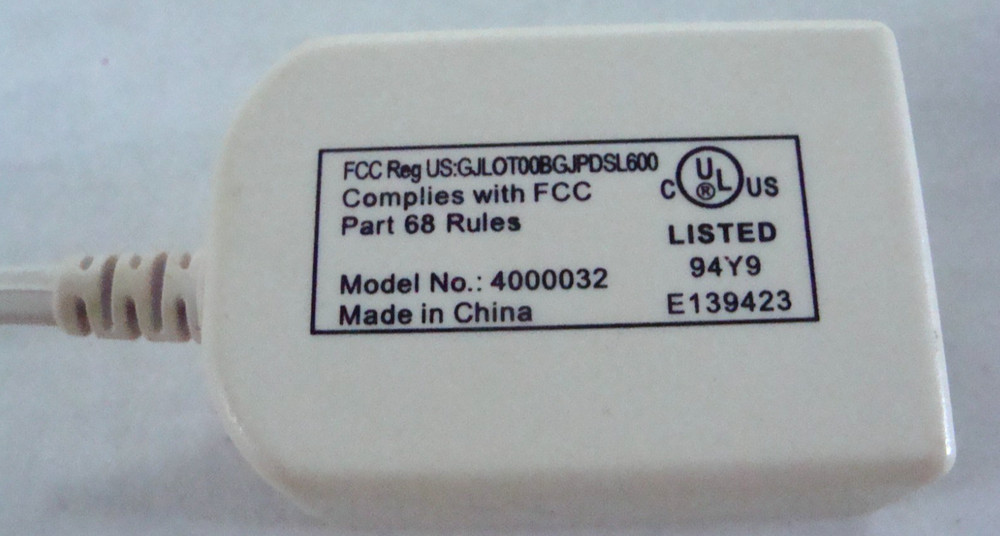 FCC Reg US:GJLOT00BGJPDSL600
Complies with FCC
Part 68 Rules
Model No.: 4000032
Made in China
C UL ® US
LISTED
94Y9
E139423